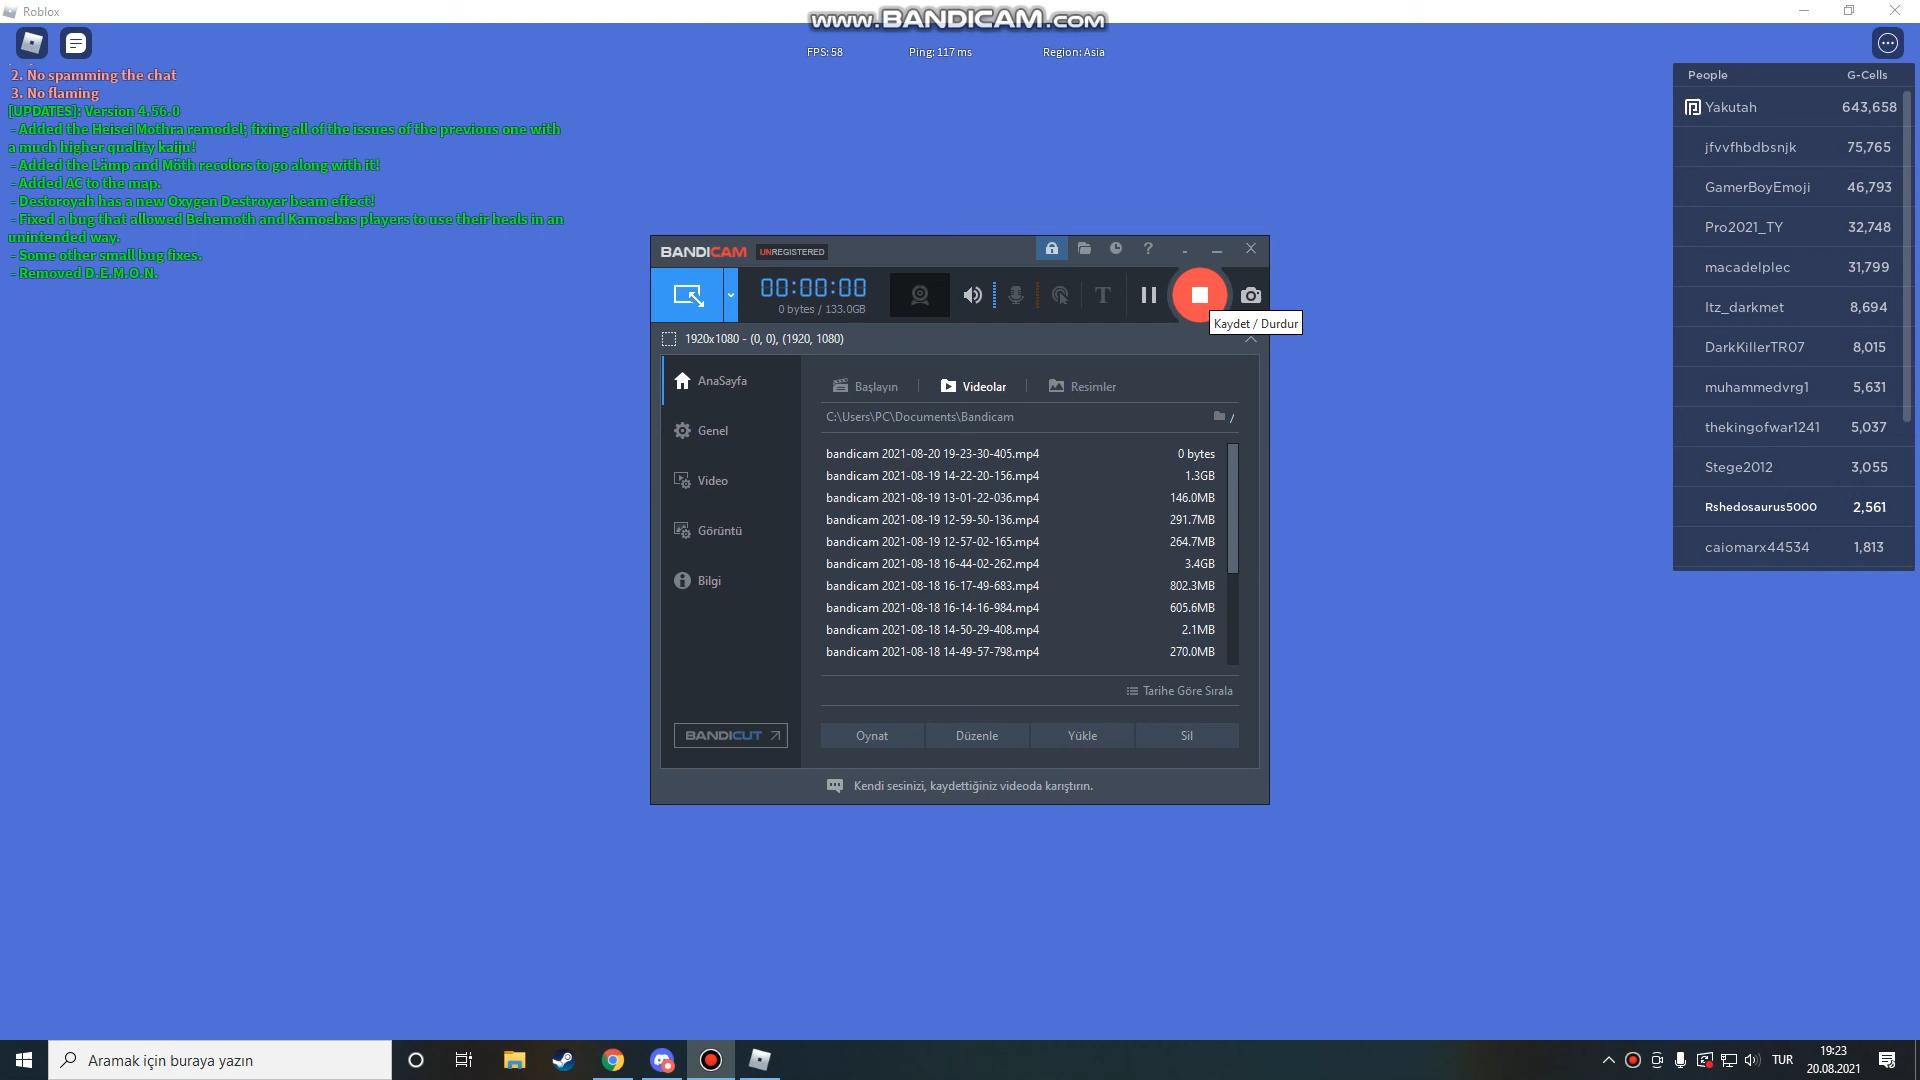 Roblox
www.BANDICAM.com
FPS: 58
Ping: 117 ms
Region: Asia
2. No spamming the chat
3. No flaming
[UPDATES]: Version 4.56.0
- Added the Heisei Mothra remodel; fixing all of the issues of the previous one with
a much higher quality kaiju!
- Added the Lämp and Möth recolors to go along with it!
- Added AC to the map.
- Destoroyah has a new Oxygen Destroyer beam effect!
- Fixed a bug that allowed Behemoth and Kamoebas players to use their heals in an
unintended way.
- Some other small bug fixes.
- Removed D.E.M.O.N.
People G-Cells
Yakutah 643,658
jfvvfhbdbsnjk 75,765
GamerBoyEmoji 46,793
Pro2021_TY 32,748
macadelplec 31,799
Itz_darkmet 8,694
DarkKillerTR07 8,015
muhammedvrg1 5,631
thekingofwar1241 5,037
Stege2012 3,055
Rshedosaurus5000 2,561
caiomarx44534 1,813
BANDICAM UNREGISTERED
00:00:00
0 bytes / 133.0GB
T
Kaydet / Durdur
1920x1080 - (0, 0), (1920, 1080)
AnaSayfa
Genel
Video
Görüntü
Bilgi
BANDICUT
Başlayın
Videolar
Resimler
C:\Users\PC\Documents\Bandicam
bandicam 2021-08-20 19-23-30-405.mp4 0 bytes
bandicam 2021-08-19 14-22-20-156.mp4 1.3GB
bandicam 2021-08-19 13-01-22-036.mp4 146.0MB
bandicam 2021-08-19 12-59-50-136.mp4 291.7MB
bandicam 2021-08-19 12-57-02-165.mp4 264.7MB
bandicam 2021-08-18 16-44-02-262.mp4 3.4GB
bandicam 2021-08-18 16-17-49-683.mp4 802.3MB
bandicam 2021-08-18 16-14-16-984.mp4 605.6MB
bandicam 2021-08-18 14-50-29-408.mp4 2.1MB
bandicam 2021-08-18 14-49-57-798.mp4 270.0MB
Tarihe Göre Sırala
Oynat
Düzenle
Yükle
Sil
Kendi sesinizi, kaydettiğiniz videoda karıştırın.
Aramak için buraya yazın
TUR
19:23
20.08.2021